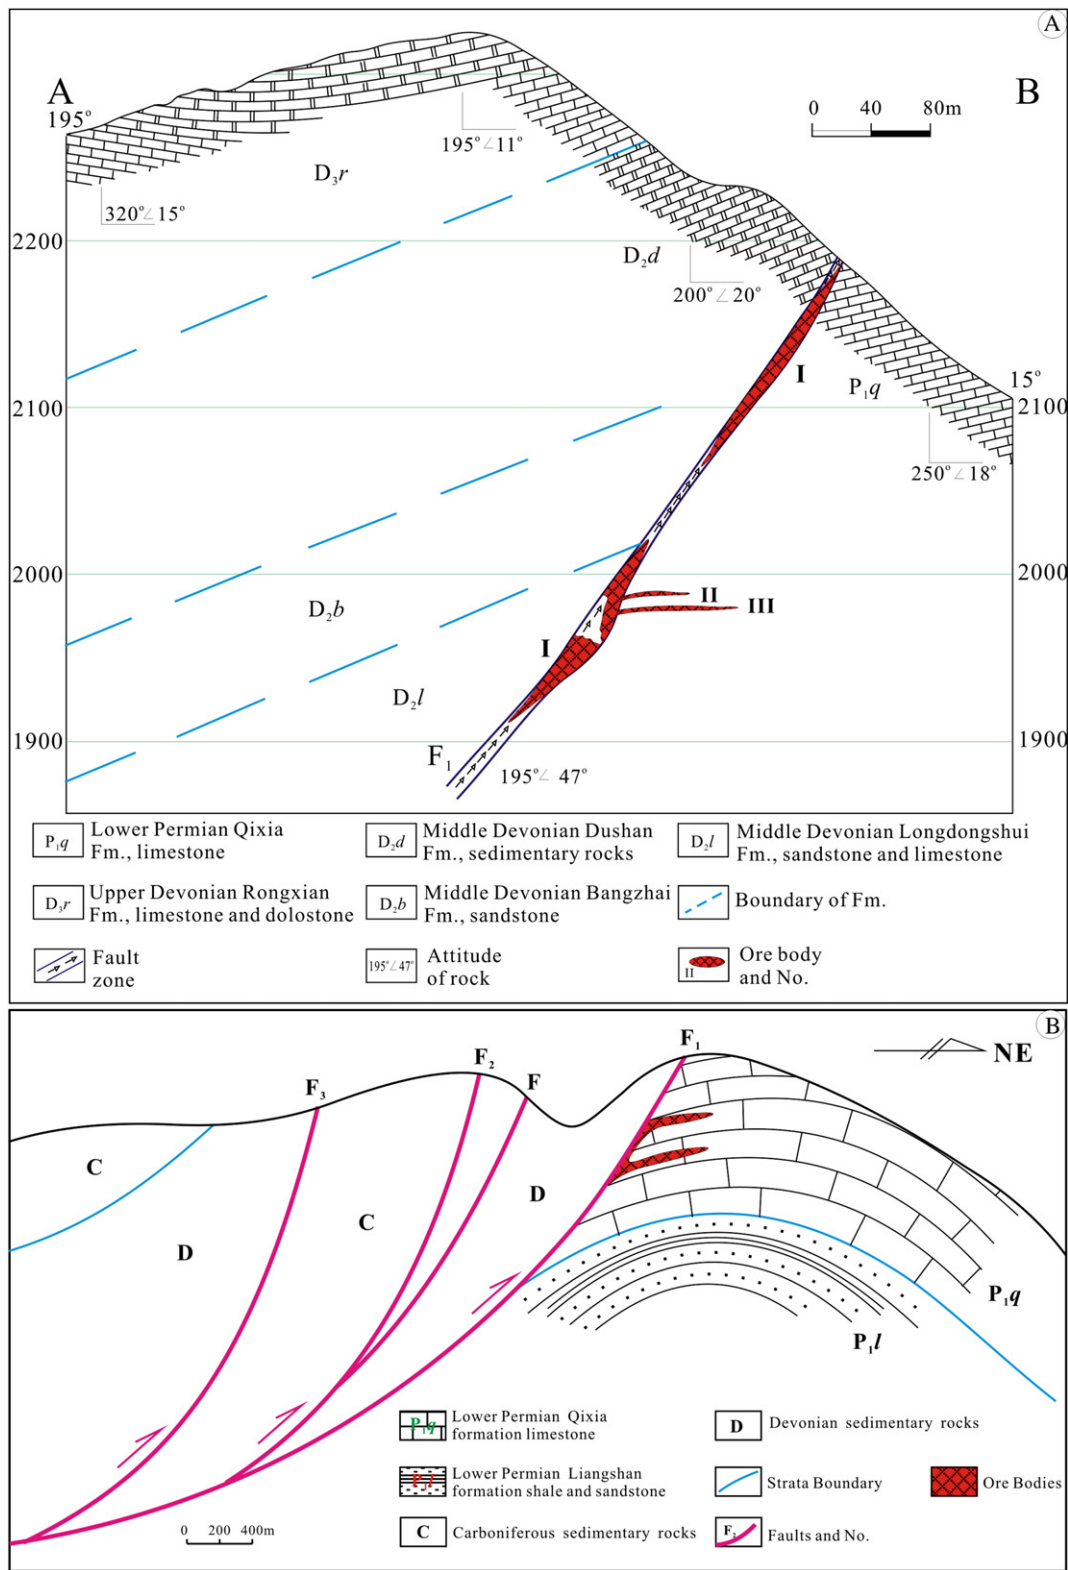 A
A
195°
B
0 40 80m
195°∠11°
D₃r
320°∠15°
2200
D₂d
200°∠20°
I
P₁q
15°
2100
2100
250°∠18°
2000
2000
II
III
D₂b
I
D₂l
1900
1900
F₁
195°∠ 47°
P₁q
Lower Permian Qixia
Fm., limestone
D₂d
Middle Devonian Dushan
Fm., sedimentary rocks
D₂l
Middle Devonian Longdongshui
Fm., sandstone and limestone
D₃r
Upper Devonian Rongxian
Fm., limestone and dolostone
D₂b
Middle Devonian Bangzhai
Fm., sandstone
Boundary of Fm.
Fault
zone
195°∠47°
Attitude
of rock
II
Ore body
and No.
B
F₁
NE
F₂
F
F₃
C
D
C
D
P₁q
P₁l
P₁q
Lower Permian Qixia
formation limestone
D
Devonian sedimentary rocks
P₁l
Lower Permian Liangshan
formation shale and sandstone
Strata Boundary
Ore Bodies
C
Carboniferous sedimentary rocks
F₂
Faults and No.
0 200 400m